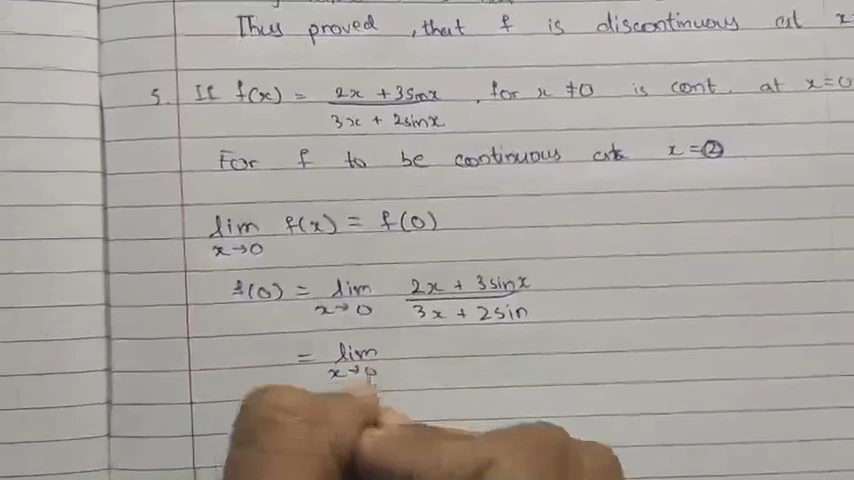 Thus proved, that f is discontinuous at x
5. If f(x) = 2x + 3sinx / 3x + 2sinx, for x ≠ 0 is cont. at x=0
For f to be continuous at x =
lim x→0 f(x) = f(0)
f(0) = lim x→0 2x + 3sinx / 3x + 2sin
= lim x→0